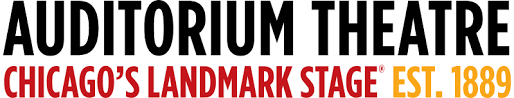 AUDITORIUM THEATRE
CHICAGO'S LANDMARK STAGE® EST. 1889